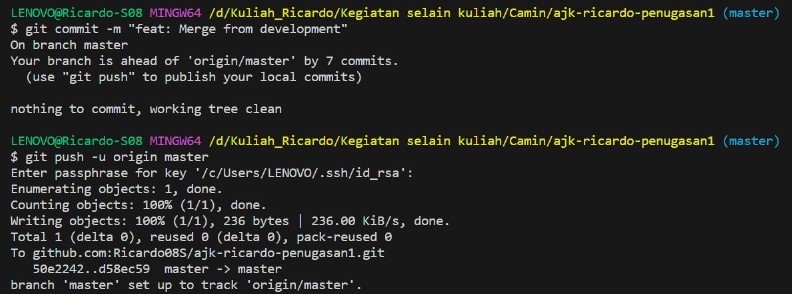 LENOVO@Ricardo-S08 MINGW64 /d/Kuliah_Ricardo/Kegiatan selain kuliah/Camin/ajk-ricardo-penugasan1 (master)
$ git commit -m "feat: Merge from development"
On branch master
Your branch is ahead of 'origin/master' by 7 commits.
  (use "git push" to publish your local commits)

nothing to commit, working tree clean

LENOVO@Ricardo-S08 MINGW64 /d/Kuliah_Ricardo/Kegiatan selain kuliah/Camin/ajk-ricardo-penugasan1 (master)
$ git push -u origin master
Enter passphrase for key '/c/Users/LENOVO/.ssh/id_rsa':
Enumerating objects: 1, done.
Counting objects: 100% (1/1), done.
Writing objects: 100% (1/1), 236 bytes | 236.00 KiB/s, done.
Total 1 (delta 0), reused 0 (delta 0), pack-reused 0
To github.com:Ricardo08S/ajk-ricardo-penugasan1.git
   50e2242..d58ec59  master -> master
branch 'master' set up to track 'origin/master'.